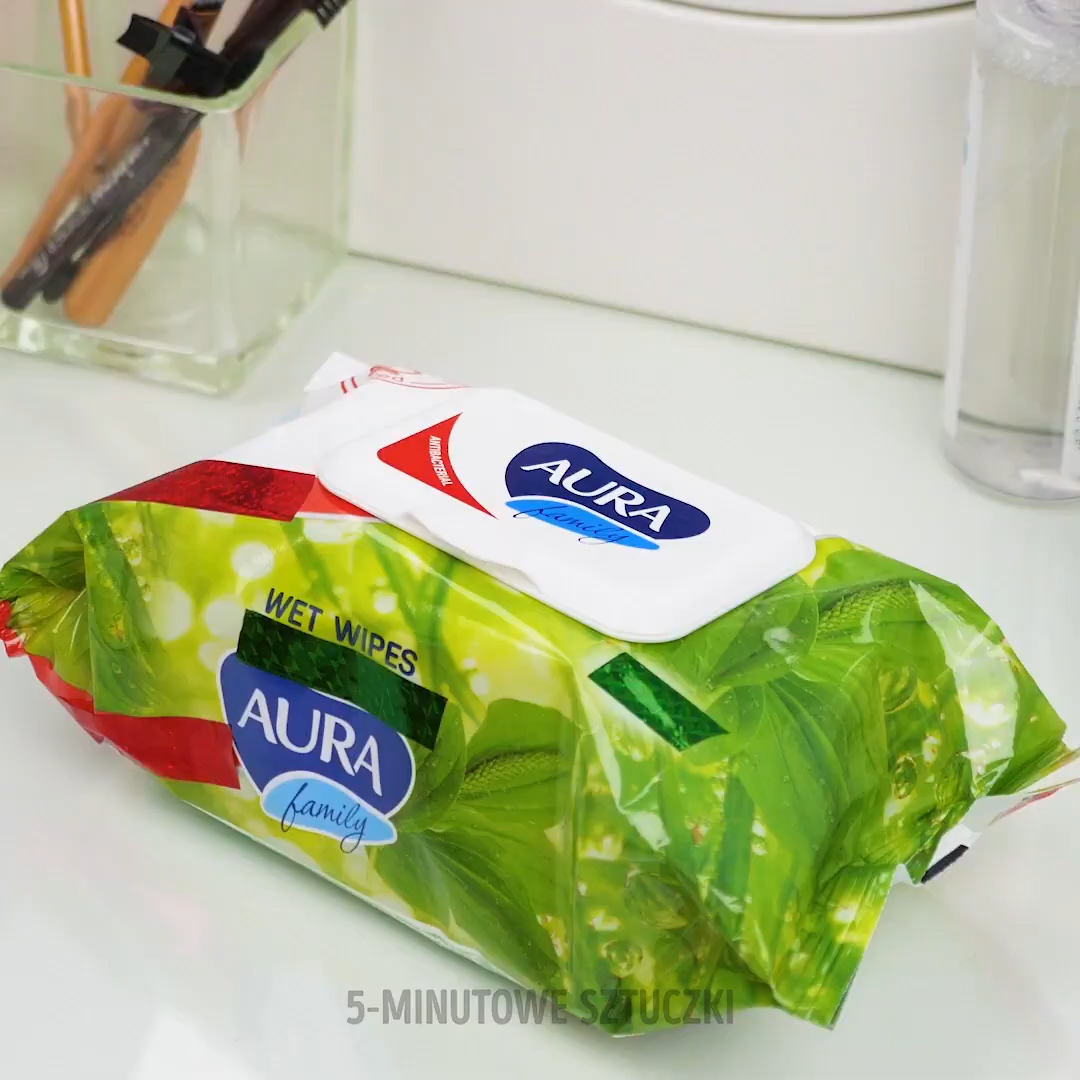 ANTIBACTERIAL
AURA
family
WET WIPES
AURA
family
5-MINUTOWE SZTUCZKI